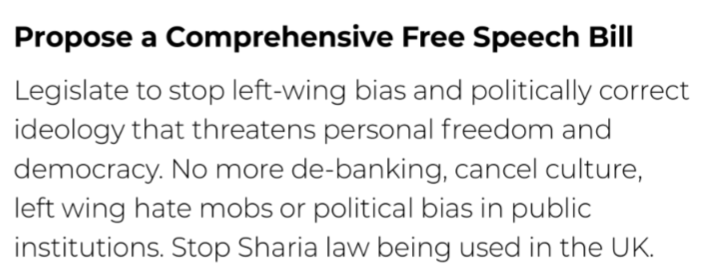 Propose a Comprehensive Free Speech Bill
Legislate to stop left-wing bias and politically correct
ideology that threatens personal freedom and
democracy. No more de-banking, cancel culture,
left wing hate mobs or political bias in public
institutions. Stop Sharia law being used in the UK.